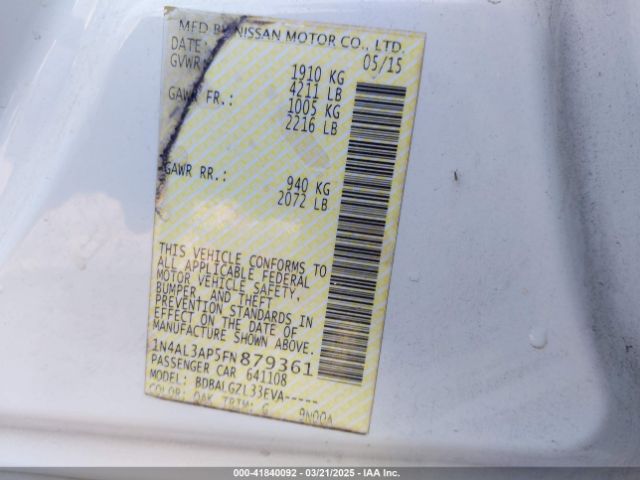 MFD BY NISSAN MOTOR CO., LTD.
DATE: 05/15
GVWR: 1910 KG
4211 LB
GAWR FR.: 1005 KG
2216 LB
GAWR RR.: 940 KG
2072 LB
THIS VEHICLE CONFORMS TO
ALL APPLICABLE FEDERAL
MOTOR VEHICLE SAFETY,
BUMPER, AND THEFT
PREVENTION STANDARDS IN
EFFECT ON THE DATE OF
MANUFACTURE SHOWN ABOVE.
1N4AL3AP5FN879361
PASSENGER CAR 641108
MODEL: BDBALGZL33EVA-----
COLOR: QAK TRIM: G
000-41840092 — 03/21/2025 — IAA Inc.